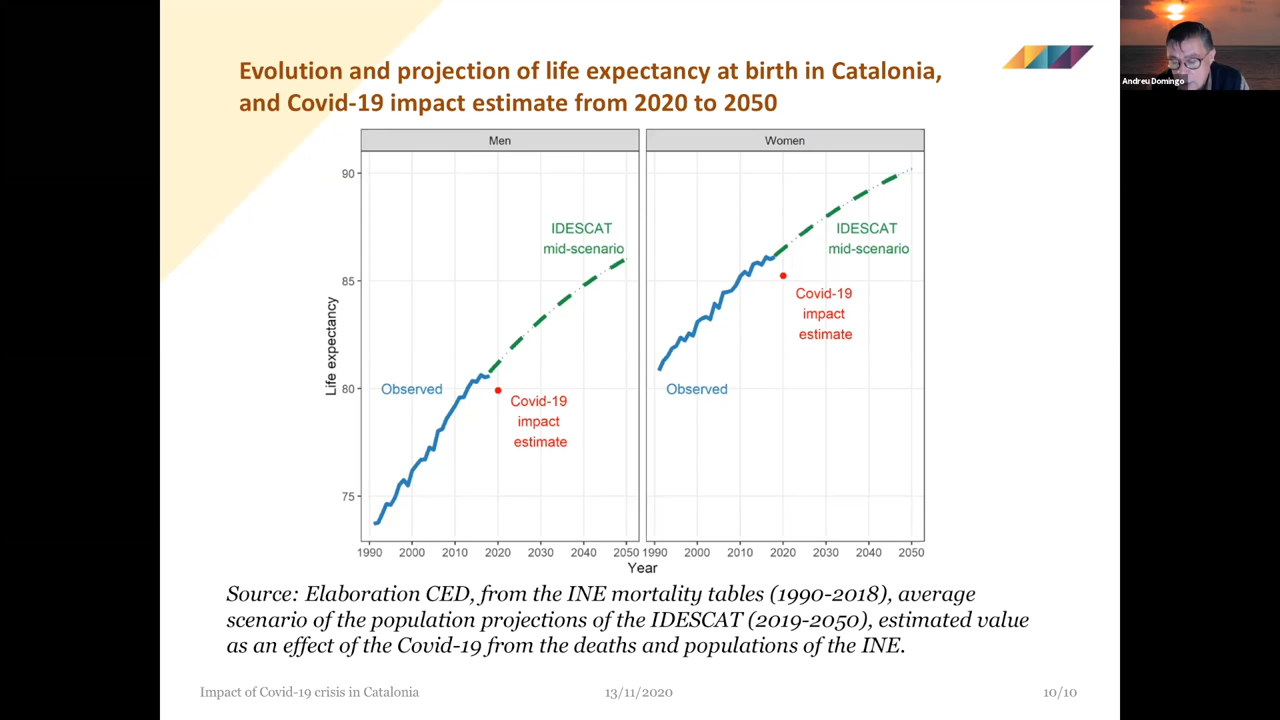 Evolution and projection of life expectancy at birth in Catalonia,
and Covid-19 impact estimate from 2020 to 2050
Andreu Domingo
Men
Women
Life expectancy
90
85
80
75
IDESCAT
mid-scenario
Observed
Covid-19
impact
estimate
IDESCAT
mid-scenario
Observed
Covid-19
impact
estimate
1990 2000 2010 2020 2030 2040 2050
1990 2000 2010 2020 2030 2040 2050
Year
Source: Elaboration CED, from the INE mortality tables (1990-2018), average
scenario of the population projections of the IDESCAT (2019-2050), estimated value
as an effect of the Covid-19 from the deaths and populations of the INE.
Impact of Covid-19 crisis in Catalonia
13/11/2020
10/10